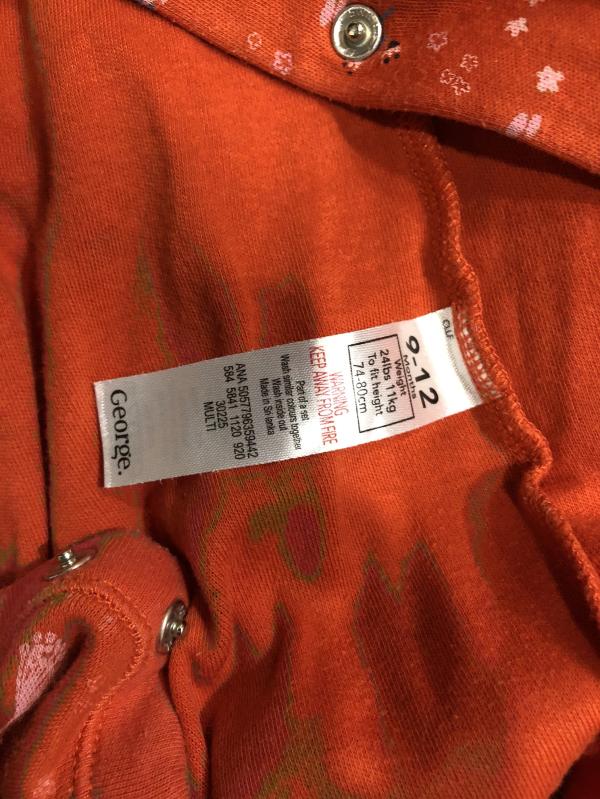 9-12
Months
Weight
24lbs 11kg
To fit height
74-80cm
WARNING
KEEP AWAY FROM FIRE
Part of a set
Wash similar colours together
Wash inside out
Made in Sri lanka
ANA 5057796359442
584 5841 1120 920
30225
MULTI
George.